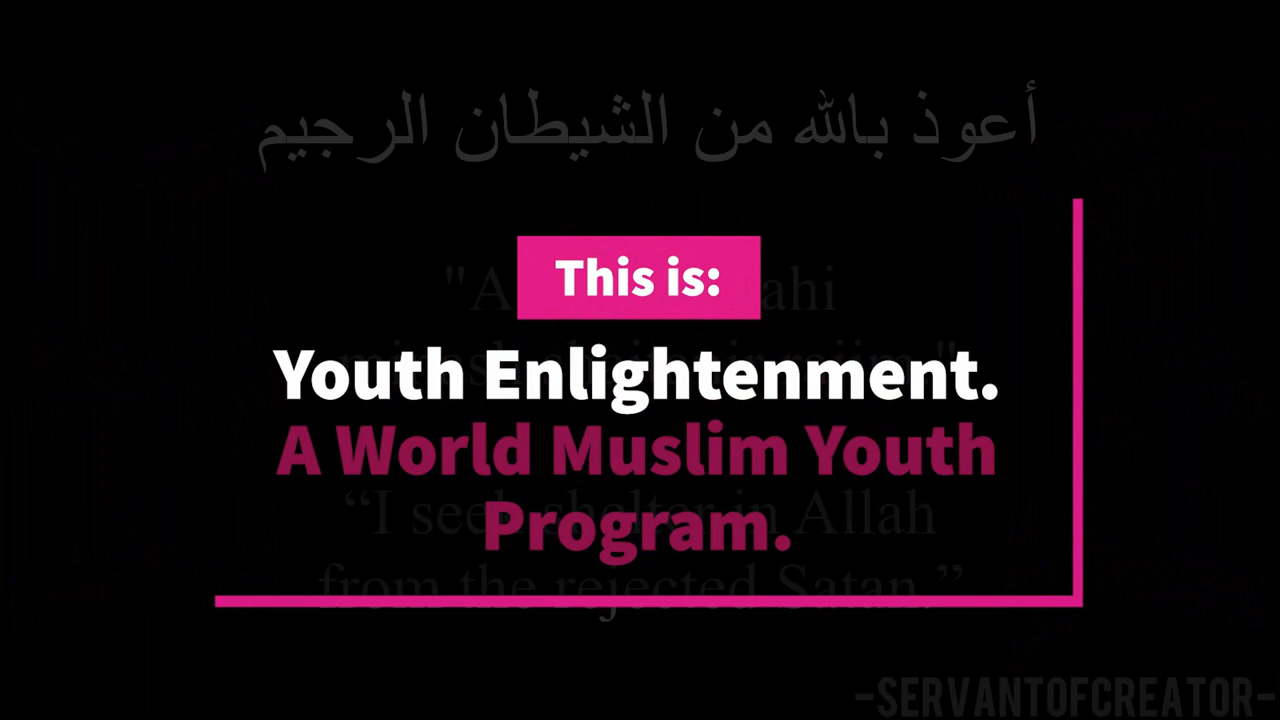 أعوذ بالله من الشيطان الرجيم
This is:
Youth Enlightenment.
A World Muslim Youth
Program.
“I seek shelter in Allah
from the rejected Satan.”
-SERVANTOFCREATOR-